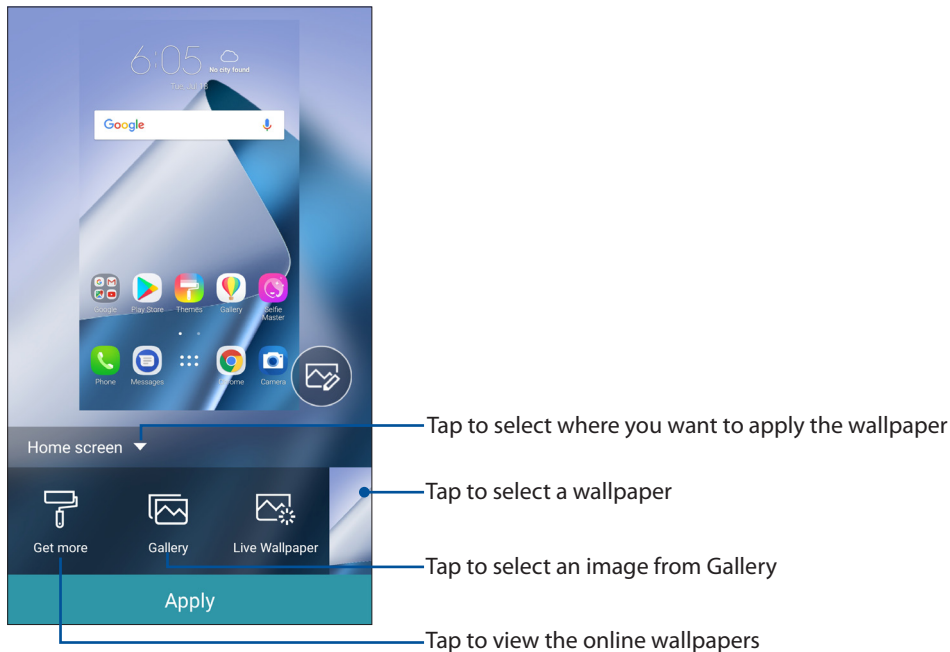 6:05
No city found
Google
Google
Play Store
Themes
Gallery
Selfie
Master
Phone
Messages
Chrome
Camera
Home screen
Tap to select where you want to apply the wallpaper
Tap to select a wallpaper
Get more
Gallery
Live Wallpaper
Tap to select an image from Gallery
Apply
Tap to view the online wallpapers